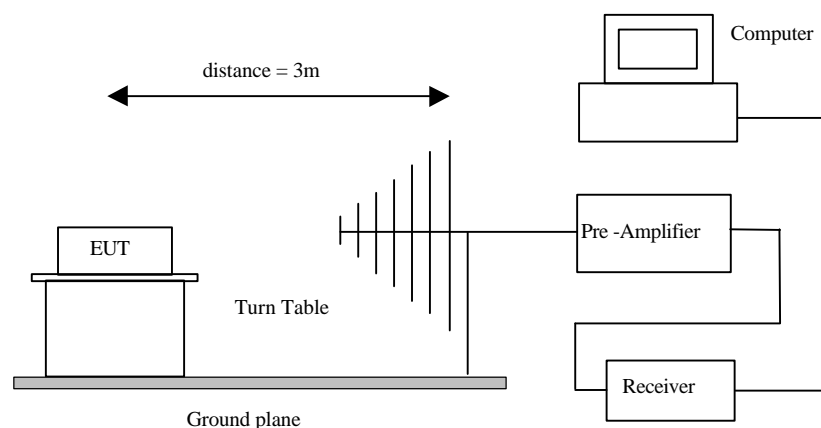 Computer
distance = 3m
Pre -Amplifier
EUT
Turn Table
Receiver
Ground plane